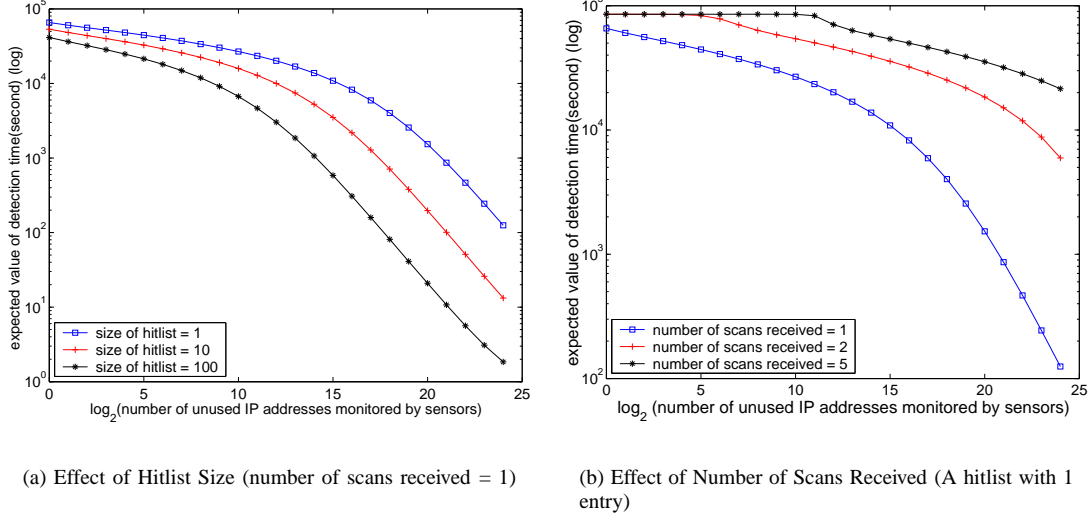 10^5
10^4
10^3
10^2
10^1
10^0
expected value of detection time(second) (log)
size of hitlist = 1
size of hitlist = 10
size of hitlist = 100
0 5 10 15 20 25
log_2(number of unused IP addresses monitored by sensors)
10^5
10^4
10^3
10^2
expected value of detection time(second) (log)
number of scans received = 1
number of scans received = 2
number of scans received = 5
0 5 10 15 20 25
log_2 (number of unused IP addresses monitored by sensors)
(a) Effect of Hitlist Size (number of scans received = 1)
(b) Effect of Number of Scans Received (A hitlist with 1
entry)